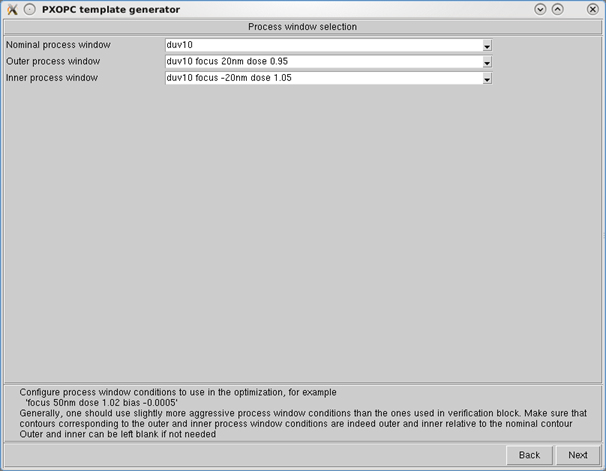 PXOPC template generator
Process window selection
Nominal process window duv10
Outer process window duv10 focus 20nm dose 0.95
Inner process window duv10 focus -20nm dose 1.05
Configure process window conditions to use in the optimization, for example
'focus 50nm dose 1.02 bias -0.0005'
Generally, one should use slightly more aggressive process window conditions than the ones used in verification block. Make sure that
contours corresponding to the outer and inner process window conditions are indeed outer and inner relative to the nominal contour
Outer and inner can be left blank if not needed
Back Next